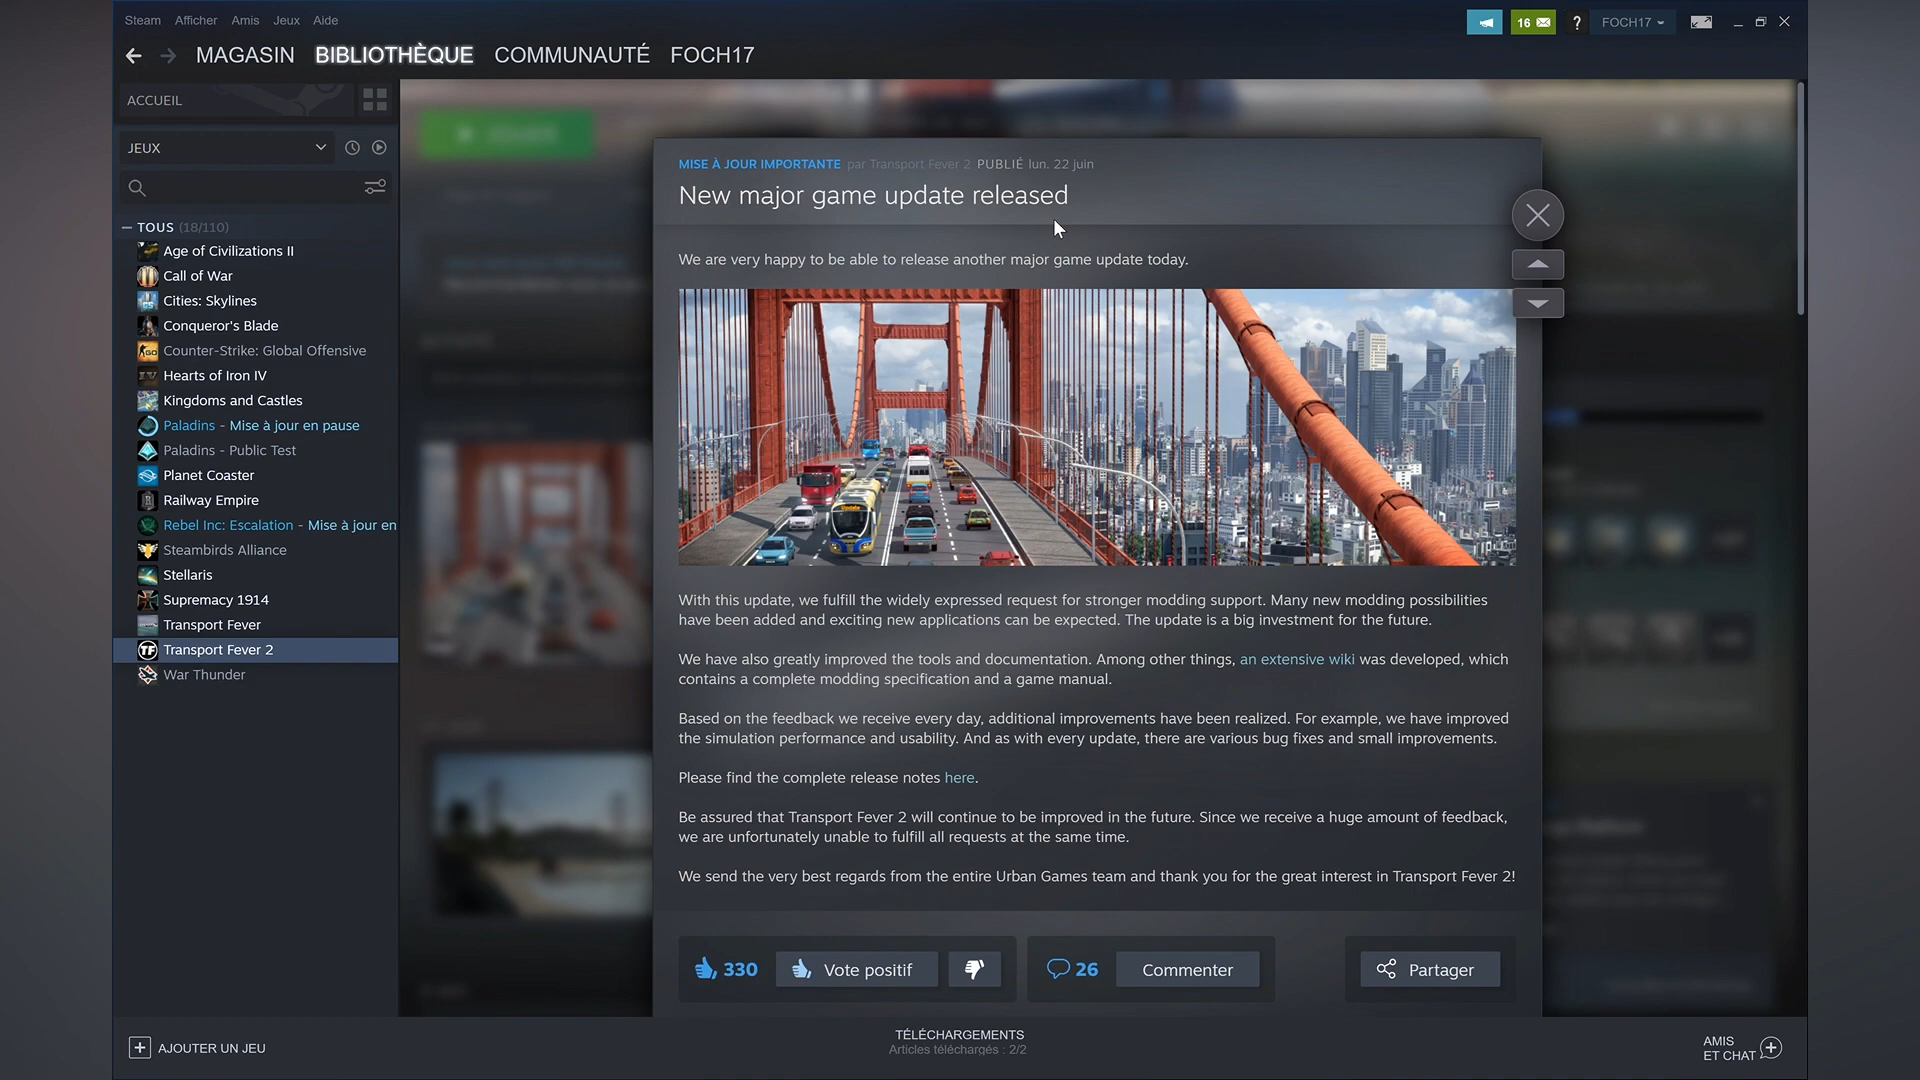 Steam Afficher Amis Jeux Aide
16
?
FOCH17
MAGASIN BIBLIOTHÈQUE COMMUNAUTÉ FOCH17
ACCUEIL
JEUX
TOUS (18/110)
Age of Civilizations II
Call of War
Cities: Skylines
Conqueror's Blade
Counter-Strike: Global Offensive
Hearts of Iron IV
Kingdoms and Castles
Paladins - Mise à jour en pause
Paladins - Public Test
Planet Coaster
Railway Empire
Rebel Inc: Escalation - Mise à jour en
Steambirds Alliance
Stellaris
Supremacy 1914
Transport Fever
TF Transport Fever 2
War Thunder
MISE À JOUR IMPORTANTE par Transport Fever 2 PUBLIÉ lun. 22 juin
New major game update released
We are very happy to be able to release another major game update today.
With this update, we fulfill the widely expressed request for stronger modding support. Many new modding possibilities
have been added and exciting new applications can be expected. The update is a big investment for the future.
We have also greatly improved the tools and documentation. Among other things, an extensive wiki was developed, which
contains a complete modding specification and a game manual.
Based on the feedback we receive every day, additional improvements have been realized. For example, we have improved
the simulation performance and usability. And as with every update, there are various bug fixes and small improvements.
Please find the complete release notes here.
Be assured that Transport Fever 2 will continue to be improved in the future. Since we receive a huge amount of feedback,
we are unfortunately unable to fulfill all requests at the same time.
We send the very best regards from the entire Urban Games team and thank you for the great interest in Transport Fever 2!
330 Vote positif
26 Commenter
Partager
AJOUTER UN JEU
TÉLÉCHARGEMENTS
Articles téléchargés : 2/2
AMIS
ET CHAT